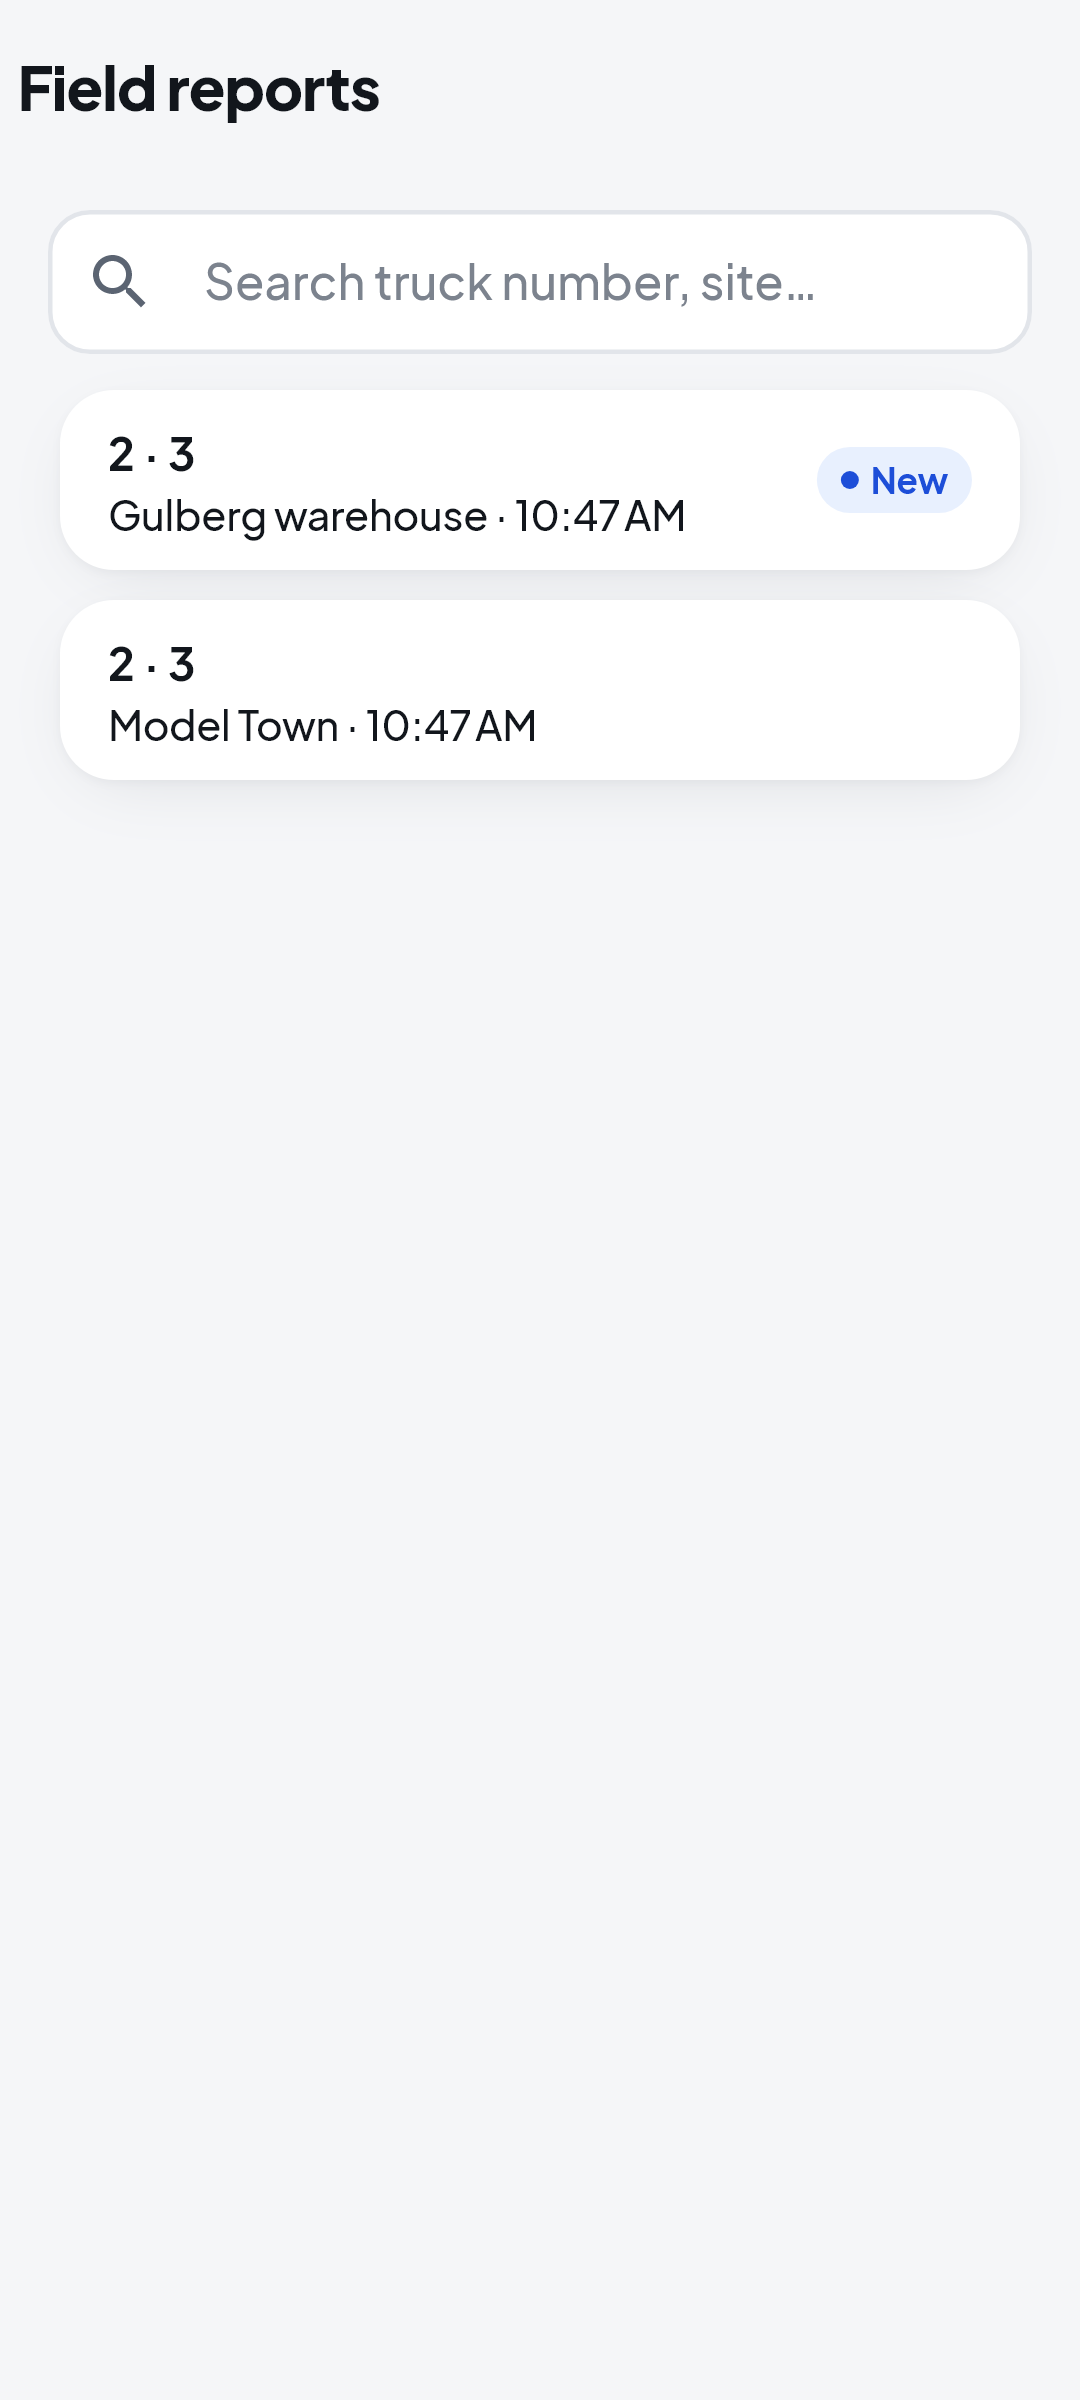 Field reports
Search truck number, site…
2 · 3
Gulberg warehouse · 10:47 AM
New
2 · 3
Model Town · 10:47 AM